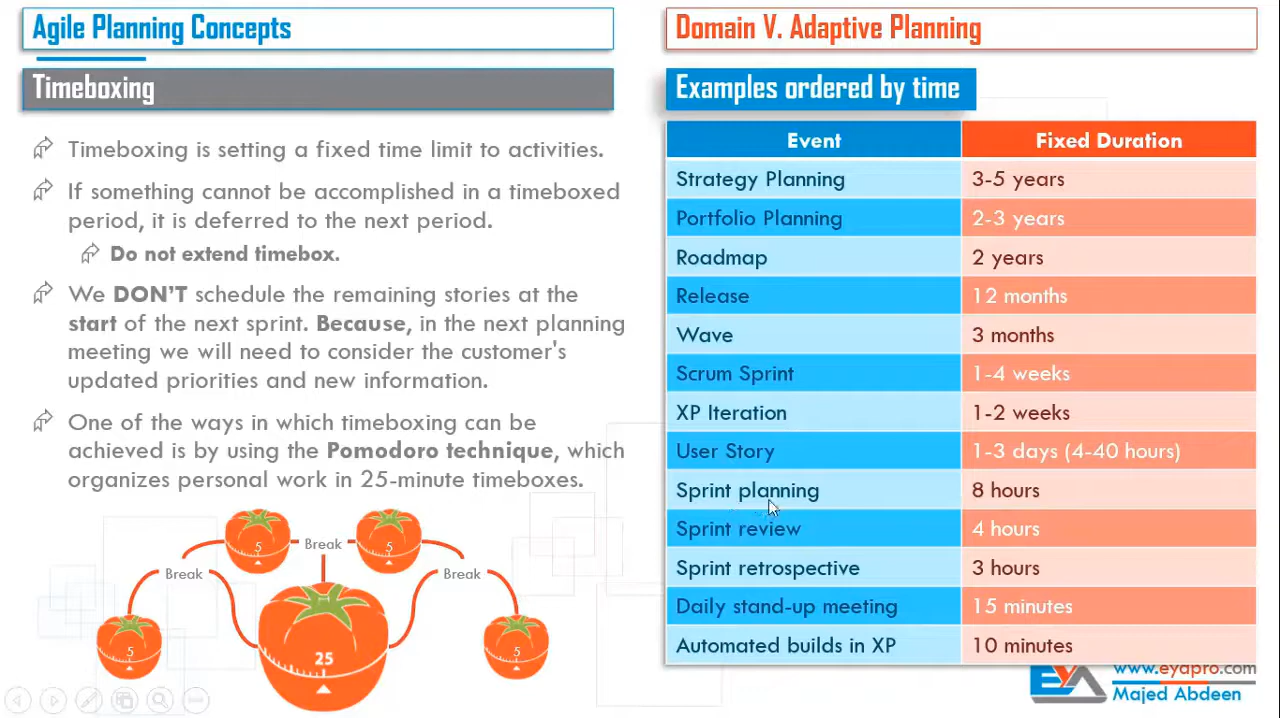 Agile Planning Concepts
Timeboxing
Timeboxing is setting a fixed time limit to activities.
If something cannot be accomplished in a timeboxed
period, it is deferred to the next period.
Do not extend timebox.
We DON'T schedule the remaining stories at the
start of the next sprint. Because, in the next planning
meeting we will need to consider the customer's
updated priorities and new information.
One of the ways in which timeboxing can be
achieved is by using the Pomodoro technique, which
organizes personal work in 25-minute timeboxes.
5 Break 5
Break Break
5 25 5
Domain V. Adaptive Planning
Examples ordered by time
Event Fixed Duration
Strategy Planning 3-5 years
Portfolio Planning 2-3 years
Roadmap 2 years
Release 12 months
Wave 3 months
Scrum Sprint 1-4 weeks
XP Iteration 1-2 weeks
User Story 1-3 days (4-40 hours)
Sprint planning 8 hours
Sprint review 4 hours
Sprint retrospective 3 hours
Daily stand-up meeting 15 minutes
Automated builds in XP 10 minutes
EYA www.eyapro.com
Majed Abdeen